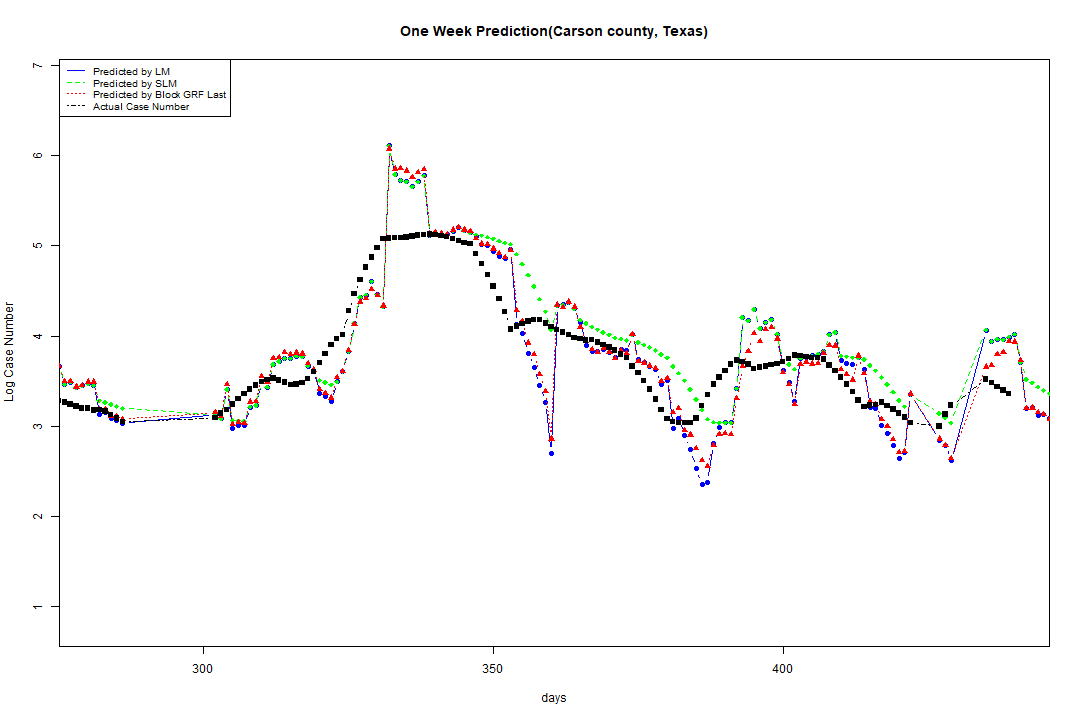 One Week Prediction(Carson county, Texas)
Predicted by LM
Predicted by SLM
Predicted by Block GRF Last
Actual Case Number
7
6
5
4
3
2
1
Log Case Number
300
350
400
days